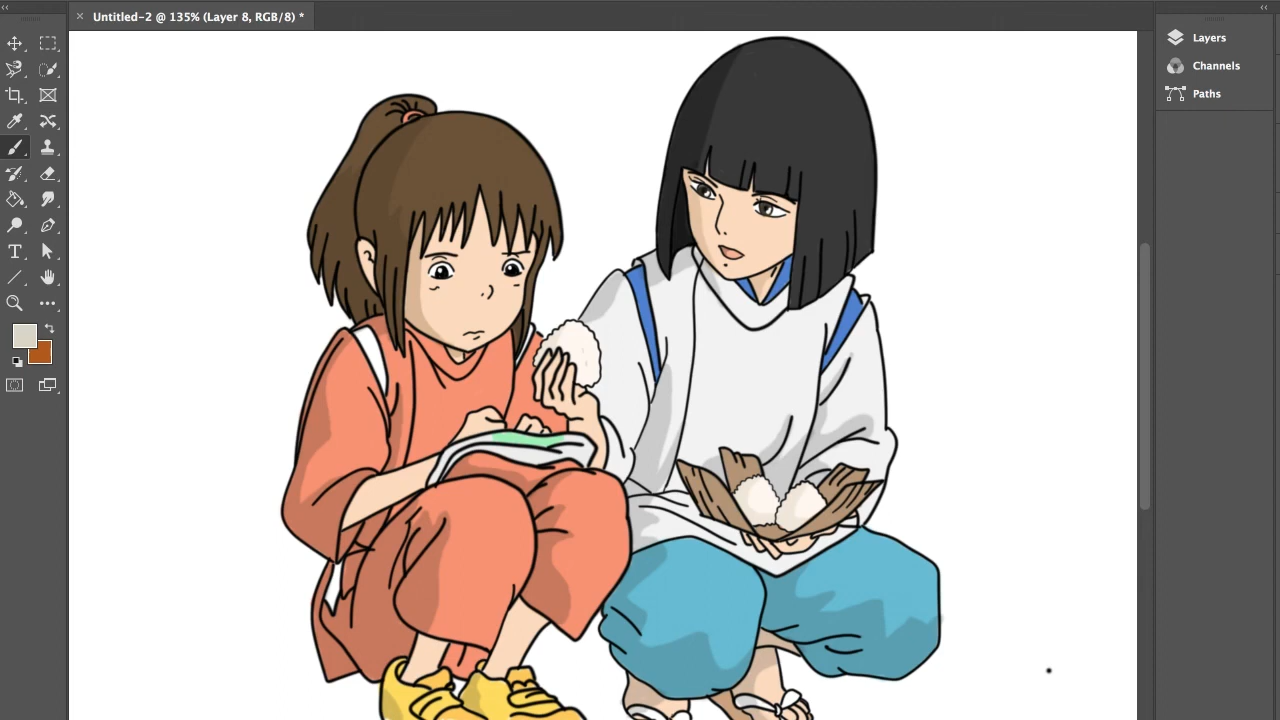 Untitled-2 @ 135% (Layer 8, RGB/8) *
Layers
Channels
Paths